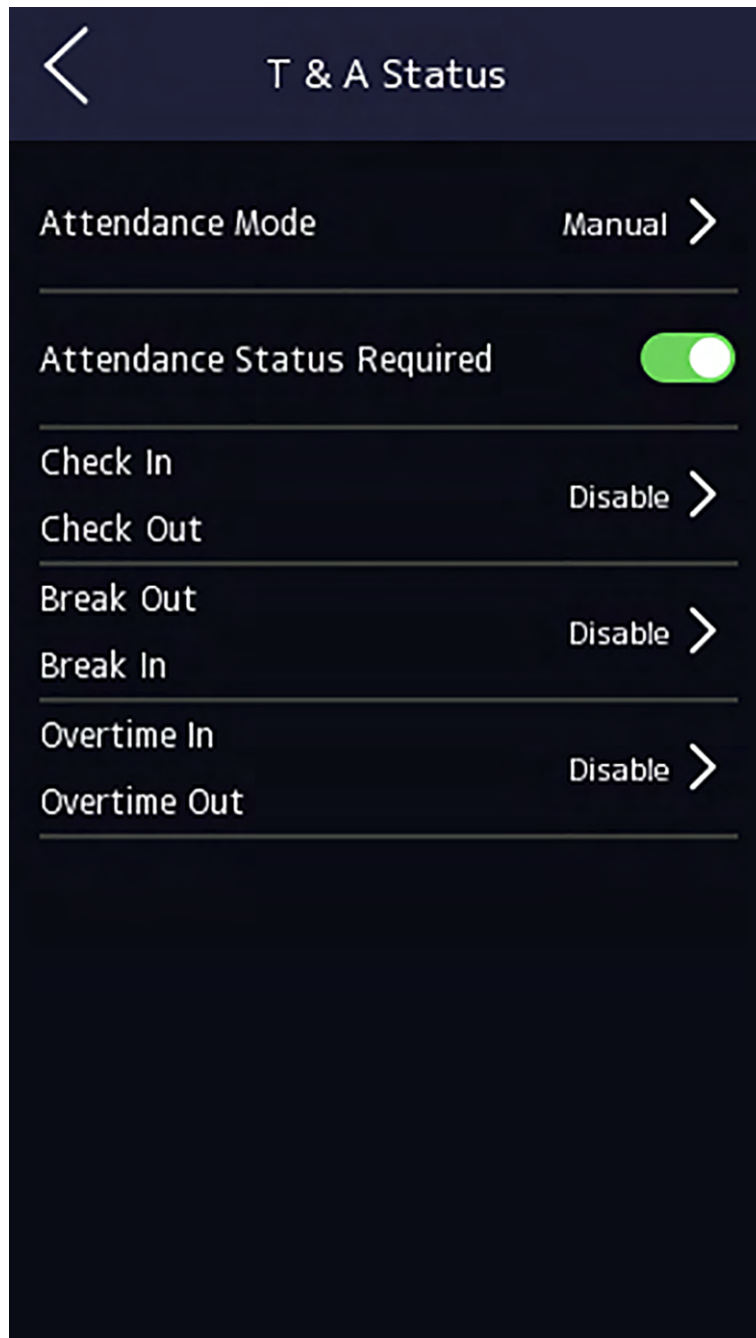 T & A Status
Attendance Mode Manual
Attendance Status Required
Check In
Disable
Check Out
Break Out
Disable
Break In
Overtime In
Disable
Overtime Out